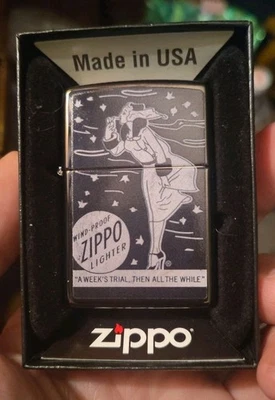 Made in USA
WIND-PROOF
ZIPPO
LIGHTER
®
"A WEEK'S TRIAL, THEN ALL THE WHILE"
zippo